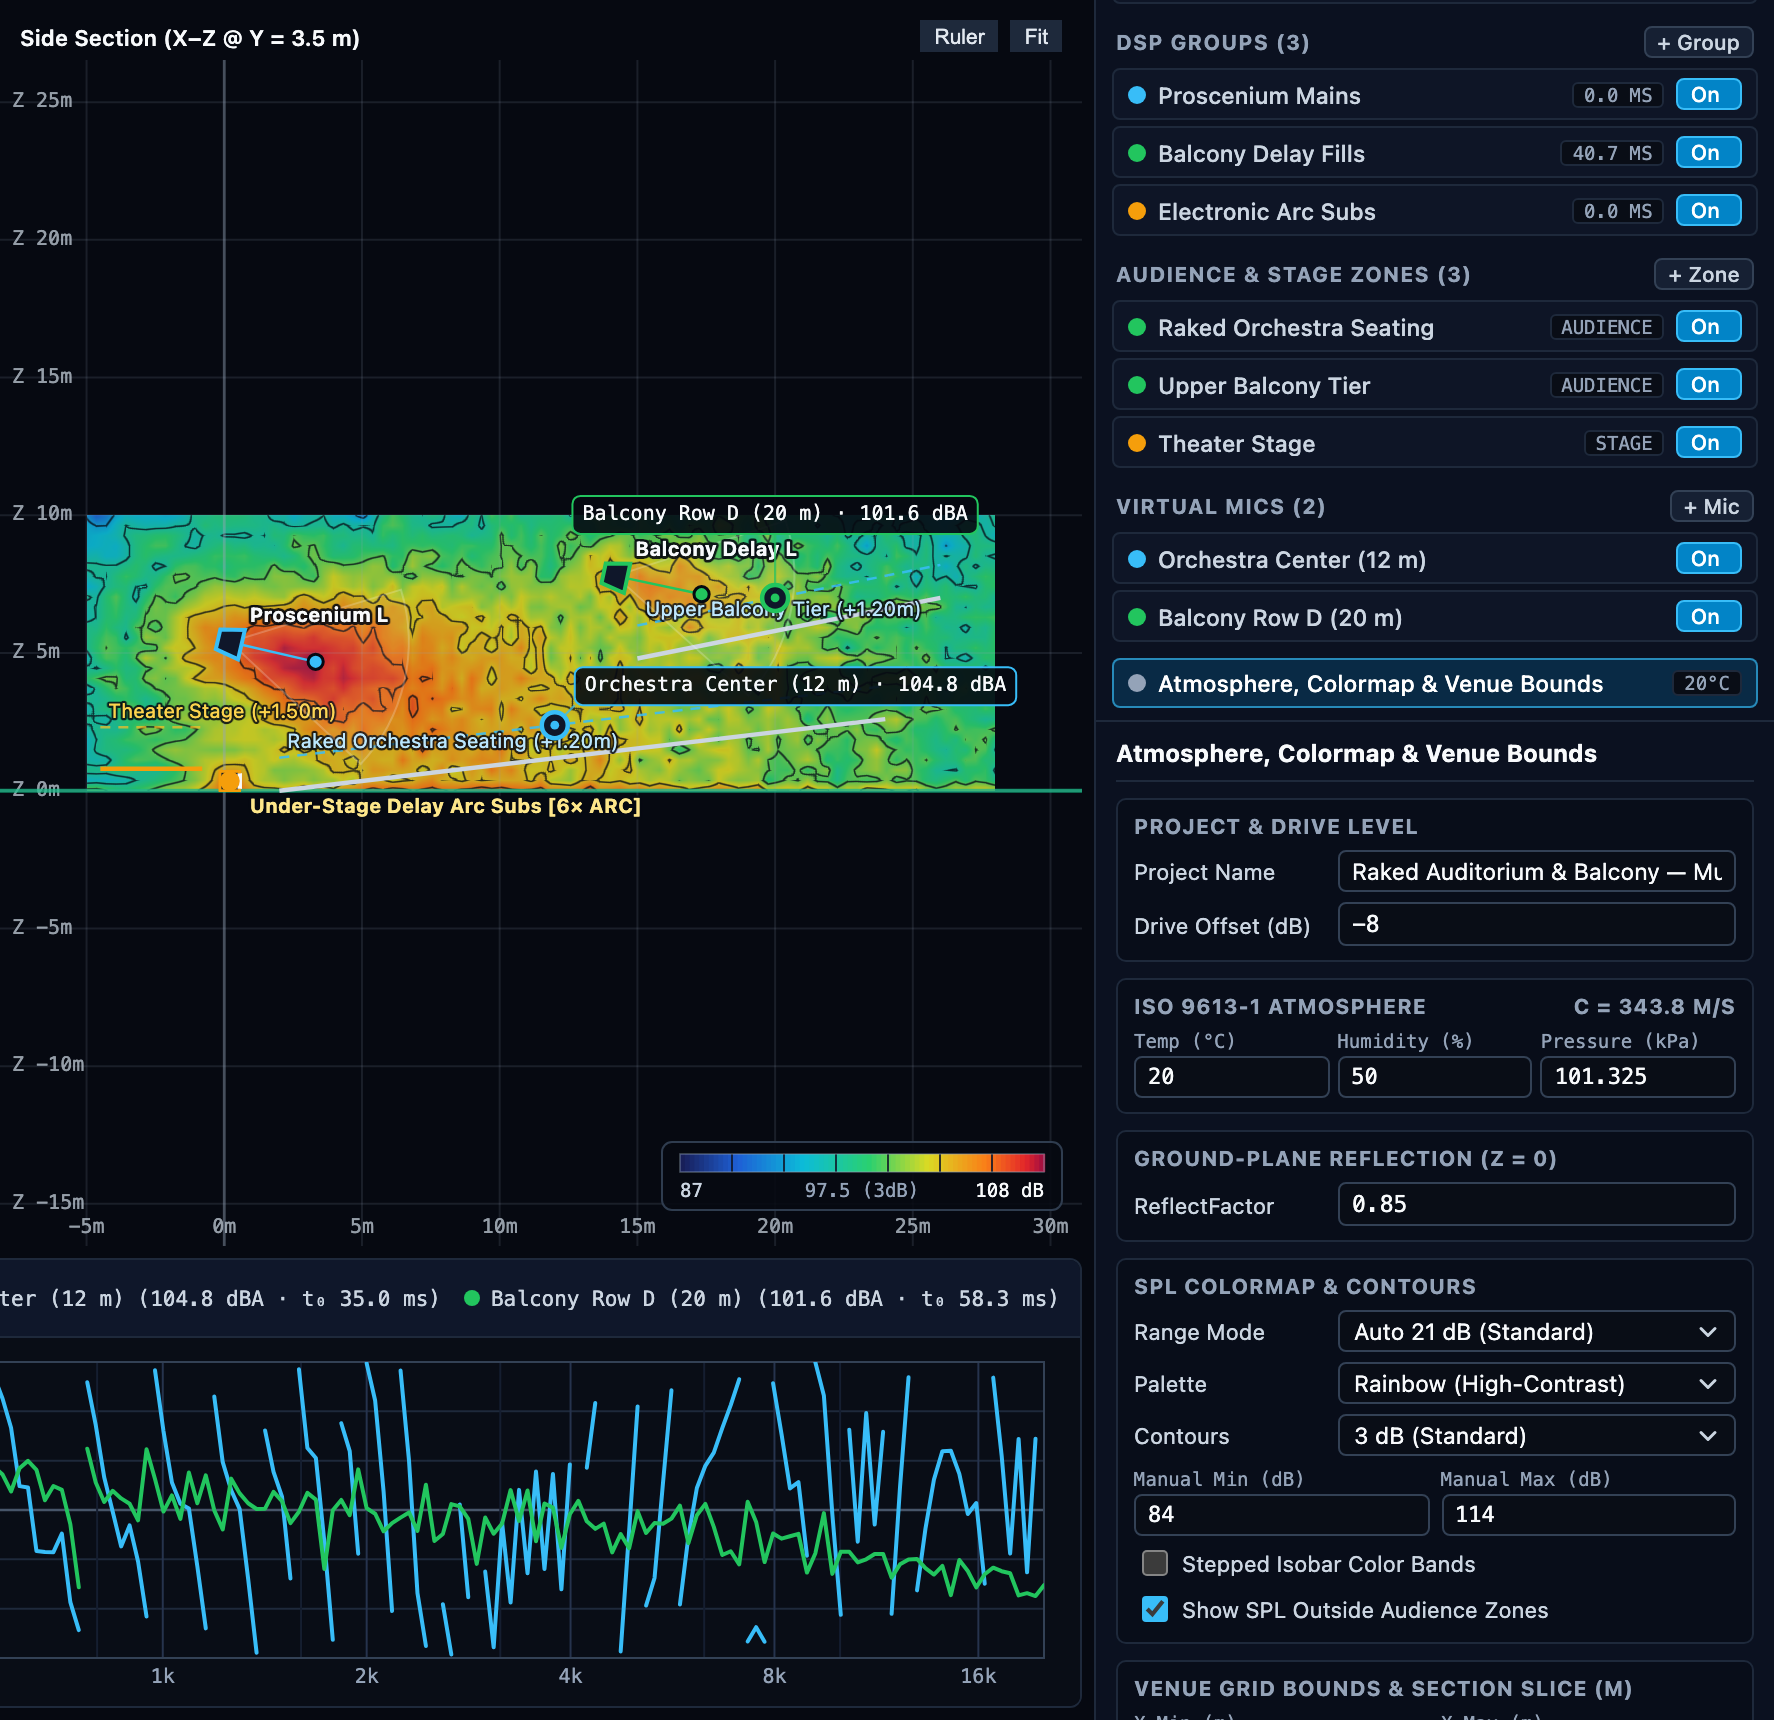 Side Section (X–Z @ Y = 3.5 m)
Ruler
Fit
Z 25m
Z 20m
Z 15m
Z 10m
Z 5m
Z 0m
Z −5m
Z −10m
Z −15m
Balcony Row D (20 m) · 101.6 dBA
Balcony Delay L
Upper Balcony Tier (+1.20m)
Proscenium L
Orchestra Center (12 m) · 104.8 dBA
Theater Stage (+1.50m)
Raked Orchestra Seating (+1.20m)
Under-Stage Delay Arc Subs [6× ARC]
87
97.5 (3dB)
108 dB
−5m
0m
5m
10m
15m
20m
25m
30m
ter (12 m) (104.8 dBA · t₀ 35.0 ms)
Balcony Row D (20 m) (101.6 dBA · t₀ 58.3 ms)
1k
2k
4k
8k
16k
DSP GROUPS (3)
+ Group
Proscenium Mains
0.0 MS
On
Balcony Delay Fills
40.7 MS
On
Electronic Arc Subs
0.0 MS
On
AUDIENCE & STAGE ZONES (3)
+ Zone
Raked Orchestra Seating
AUDIENCE
On
Upper Balcony Tier
AUDIENCE
On
Theater Stage
STAGE
On
VIRTUAL MICS (2)
+ Mic
Orchestra Center (12 m)
On
Balcony Row D (20 m)
On
Atmosphere, Colormap & Venue Bounds
20°C
Atmosphere, Colormap & Venue Bounds
PROJECT & DRIVE LEVEL
Project Name
Raked Auditorium & Balcony — Mu
Drive Offset (dB)
−8
ISO 9613-1 ATMOSPHERE
C = 343.8 M/S
Temp (°C)
Humidity (%)
Pressure (kPa)
20
50
101.325
GROUND-PLANE REFLECTION (Z = 0)
ReflectFactor
0.85
SPL COLORMAP & CONTOURS
Range Mode
Auto 21 dB (Standard)
Palette
Rainbow (High-Contrast)
Contours
3 dB (Standard)
Manual Min (dB)
Manual Max (dB)
84
114
Stepped Isobar Color Bands
Show SPL Outside Audience Zones
VENUE GRID BOUNDS & SECTION SLICE (M)